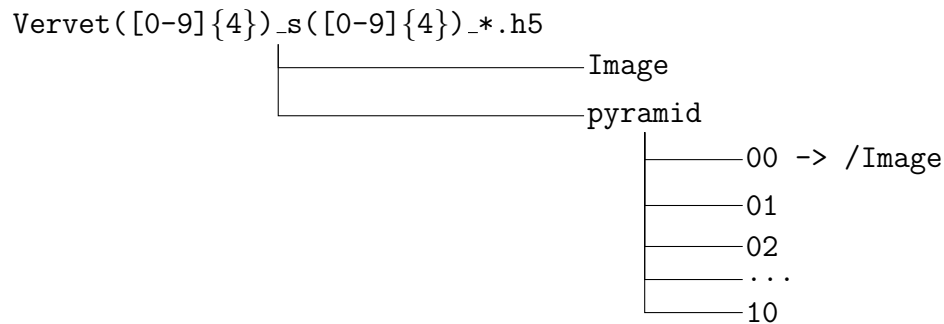 Vervet([0-9]{4})_s([0-9]{4})_*.h5
Image
pyramid
00 -> /Image
01
02
...
10